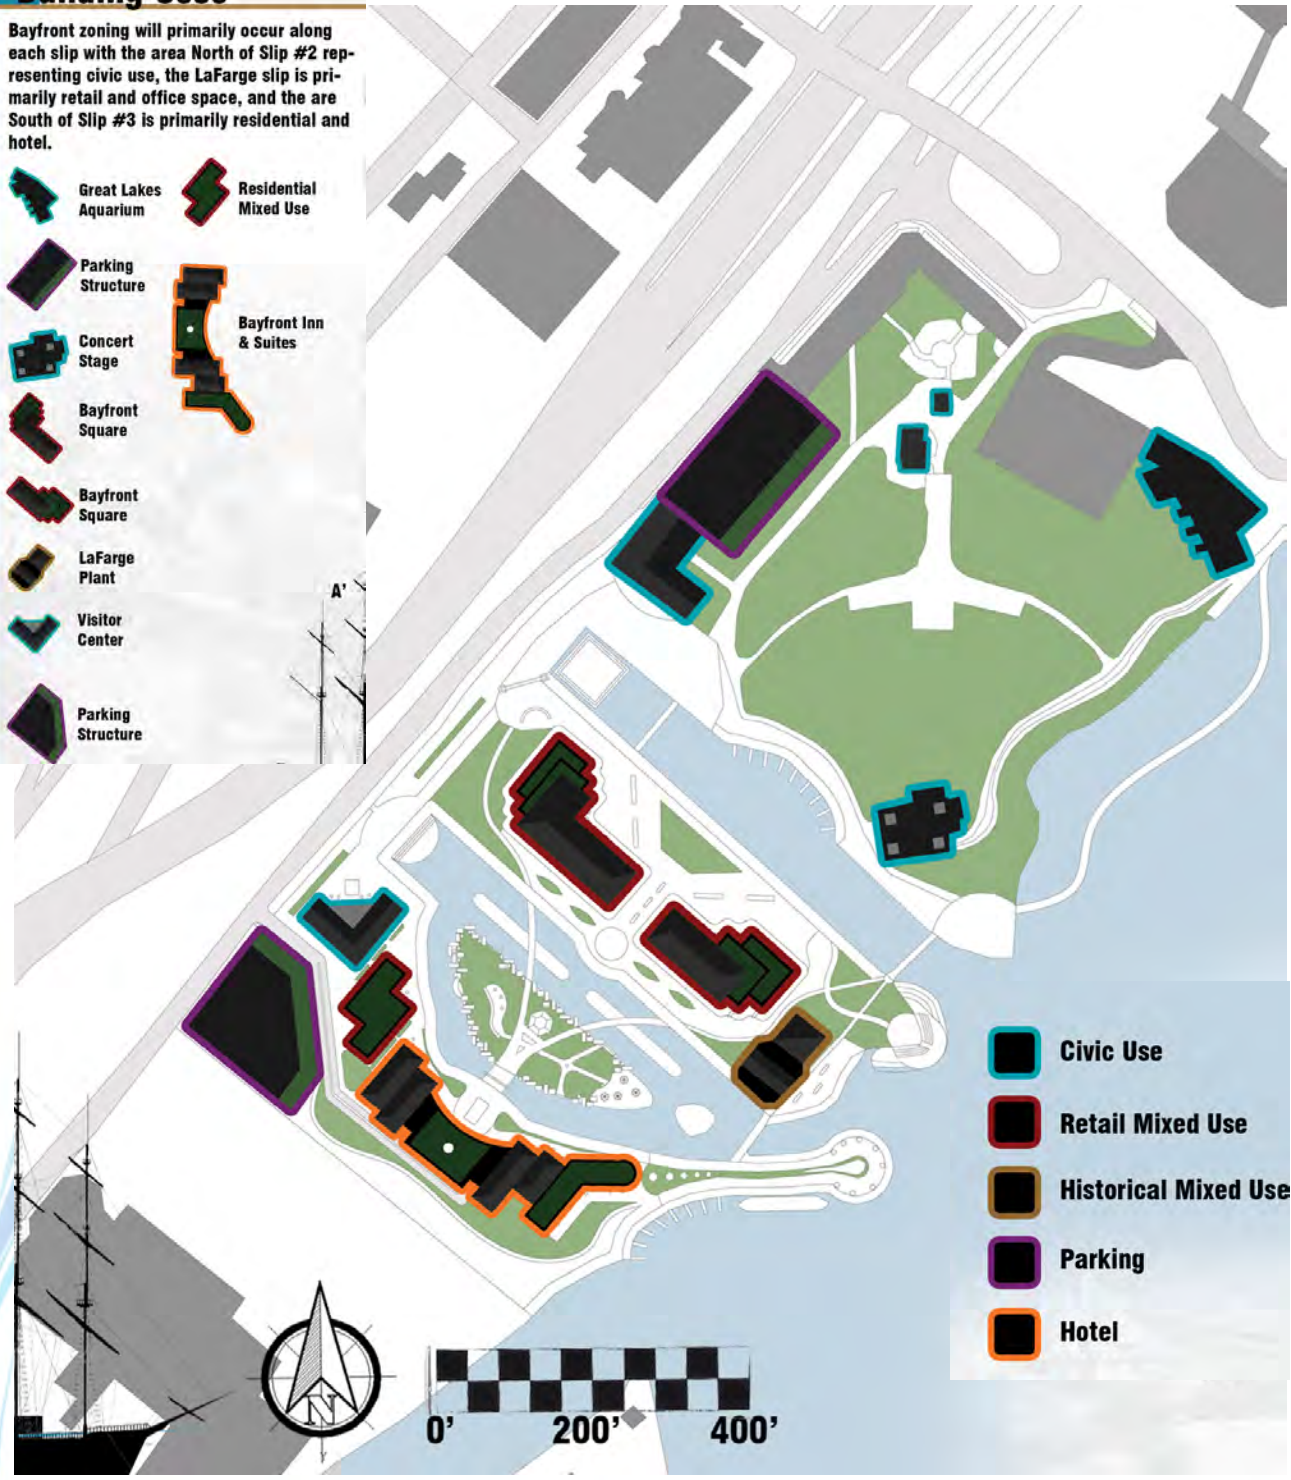 Bayfront zoning will primarily occur along
each slip with the area North of Slip #2 rep-
resenting civic use, the LaFarge slip is pri-
marily retail and office space, and the are
South of Slip #3 is primarily residential and
hotel.
Great Lakes
Aquarium
Residential
Mixed Use
Parking
Structure
Bayfront Inn
& Suites
Concert
Stage
Bayfront
Square
Bayfront
Square
LaFarge
Plant
A'
Visitor
Center
Parking
Structure
Civic Use
Retail Mixed Use
Historical Mixed Use
Parking
Hotel
N
0' 200' 400'